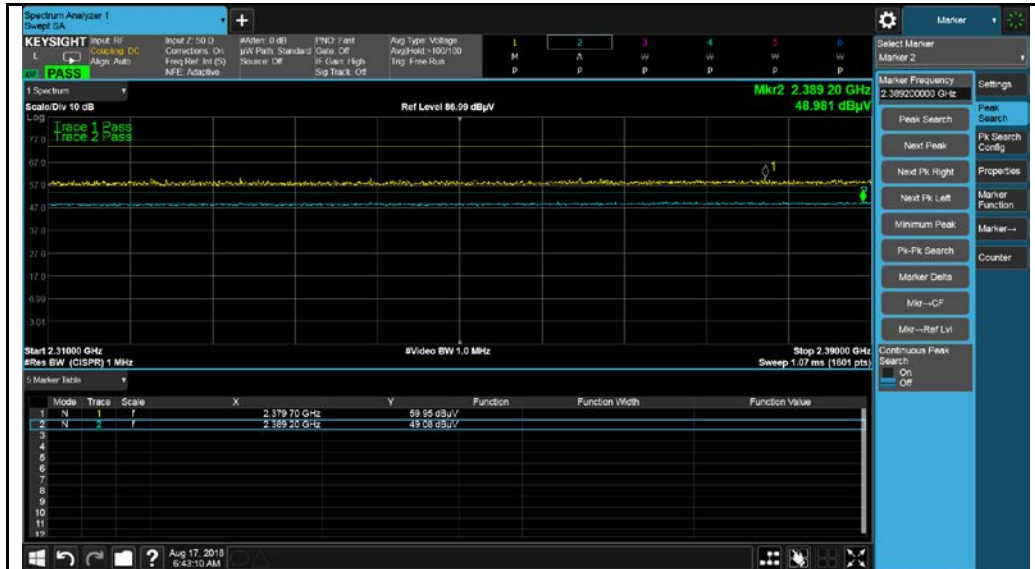 Spectrum Analyzer 1
Swept SA
+
Marker
KEYSIGHT
L
Input: RF
Coupling: DC
Align: Auto
Input Z: 50 Ω
Corrections: On
Freq Ref: Int (S)
NFE: Adaptive
#Atten: 0 dB
µW Path: Standard
Source: Off
PNO: Fast
Gate: Off
IF Gain: High
Sig Track: Off
Avg Type: Voltage
Avg|Hold:>100/100
Trig: Free Run
1 2 3 4 5 6
M A W W W W
P P P P P P
PASS
Select Marker
Marker 2
1 Spectrum
Scale/Div 10 dB
Ref Level 86.99 dBµV
Mkr2 2.389 20 GHz
48.981 dBµV
Log
Trace 1 Pass
Trace 2 Pass
77.0
67.0
57.0
47.0
37.0
27.0
17.0
6.99
3.01
1
2
Start 2.31000 GHz
#Res BW (CISPR) 1 MHz
#Video BW 1.0 MHz
Stop 2.39000 GHz
Sweep 1.07 ms (1601 pts)
5 Marker Table
Mode Trace Scale X Y Function Function Width Function Value
1 N 1 f 2.379 70 GHz 59.95 dBµV
2 N 2 f 2.389 20 GHz 49.08 dBµV
3
4
5
6
7
8
9
10
11
12
Marker Frequency
2.389200000 GHz
Peak Search
Next Peak
Next Pk Right
Next Pk Left
Minimum Peak
Pk-Pk Search
Marker Delta
Mkr→CF
Mkr→Ref Lvl
Continuous Peak
Search
On
Off
Settings
Peak
Search
Pk Search
Config
Properties
Marker
Function
Marker→
Counter
?
Aug 17, 2018
6:43:10 AM